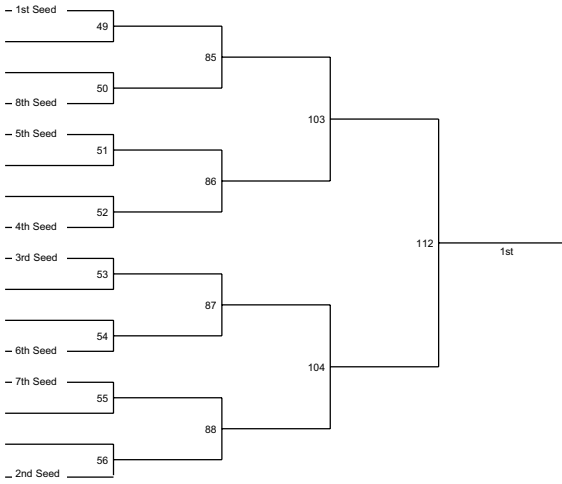 1st Seed
49
85
50
8th Seed
103
5th Seed
51
86
52
4th Seed
112
1st
3rd Seed
53
87
54
6th Seed
104
7th Seed
55
88
56
2nd Seed